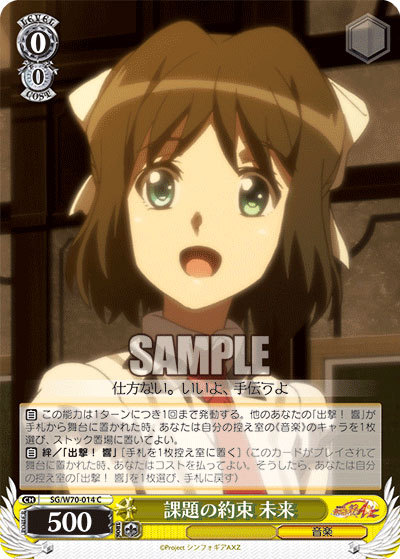 LEVEL
0
0
COST
SAMPLE
仕方ない。いいよ、手伝うよ
自 この能力は1ターンにつき1回まで発動する。他のあなたの「出撃! 響」が
手札から舞台に置かれた時、あなたは自分の控え室の《音楽》のキャラを1枚
選び、ストック置場に置いてよい。
自 絆/「出撃! 響」[手札を1枚控え室に置く](このカードがプレイされて
舞台に置かれた時、あなたはコストを払ってよい。そうしたら、あなたは自分
の控え室の「出撃! 響」を1枚選び、手札に戻す)
CH
SG/W70-014 C
500
課題の約束 未来
音楽
©Project シンフォギアAXZ